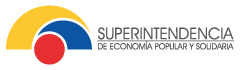 SUPERINTENDENCIA
DE ECONOMÍA POPULAR Y SOLIDARIA